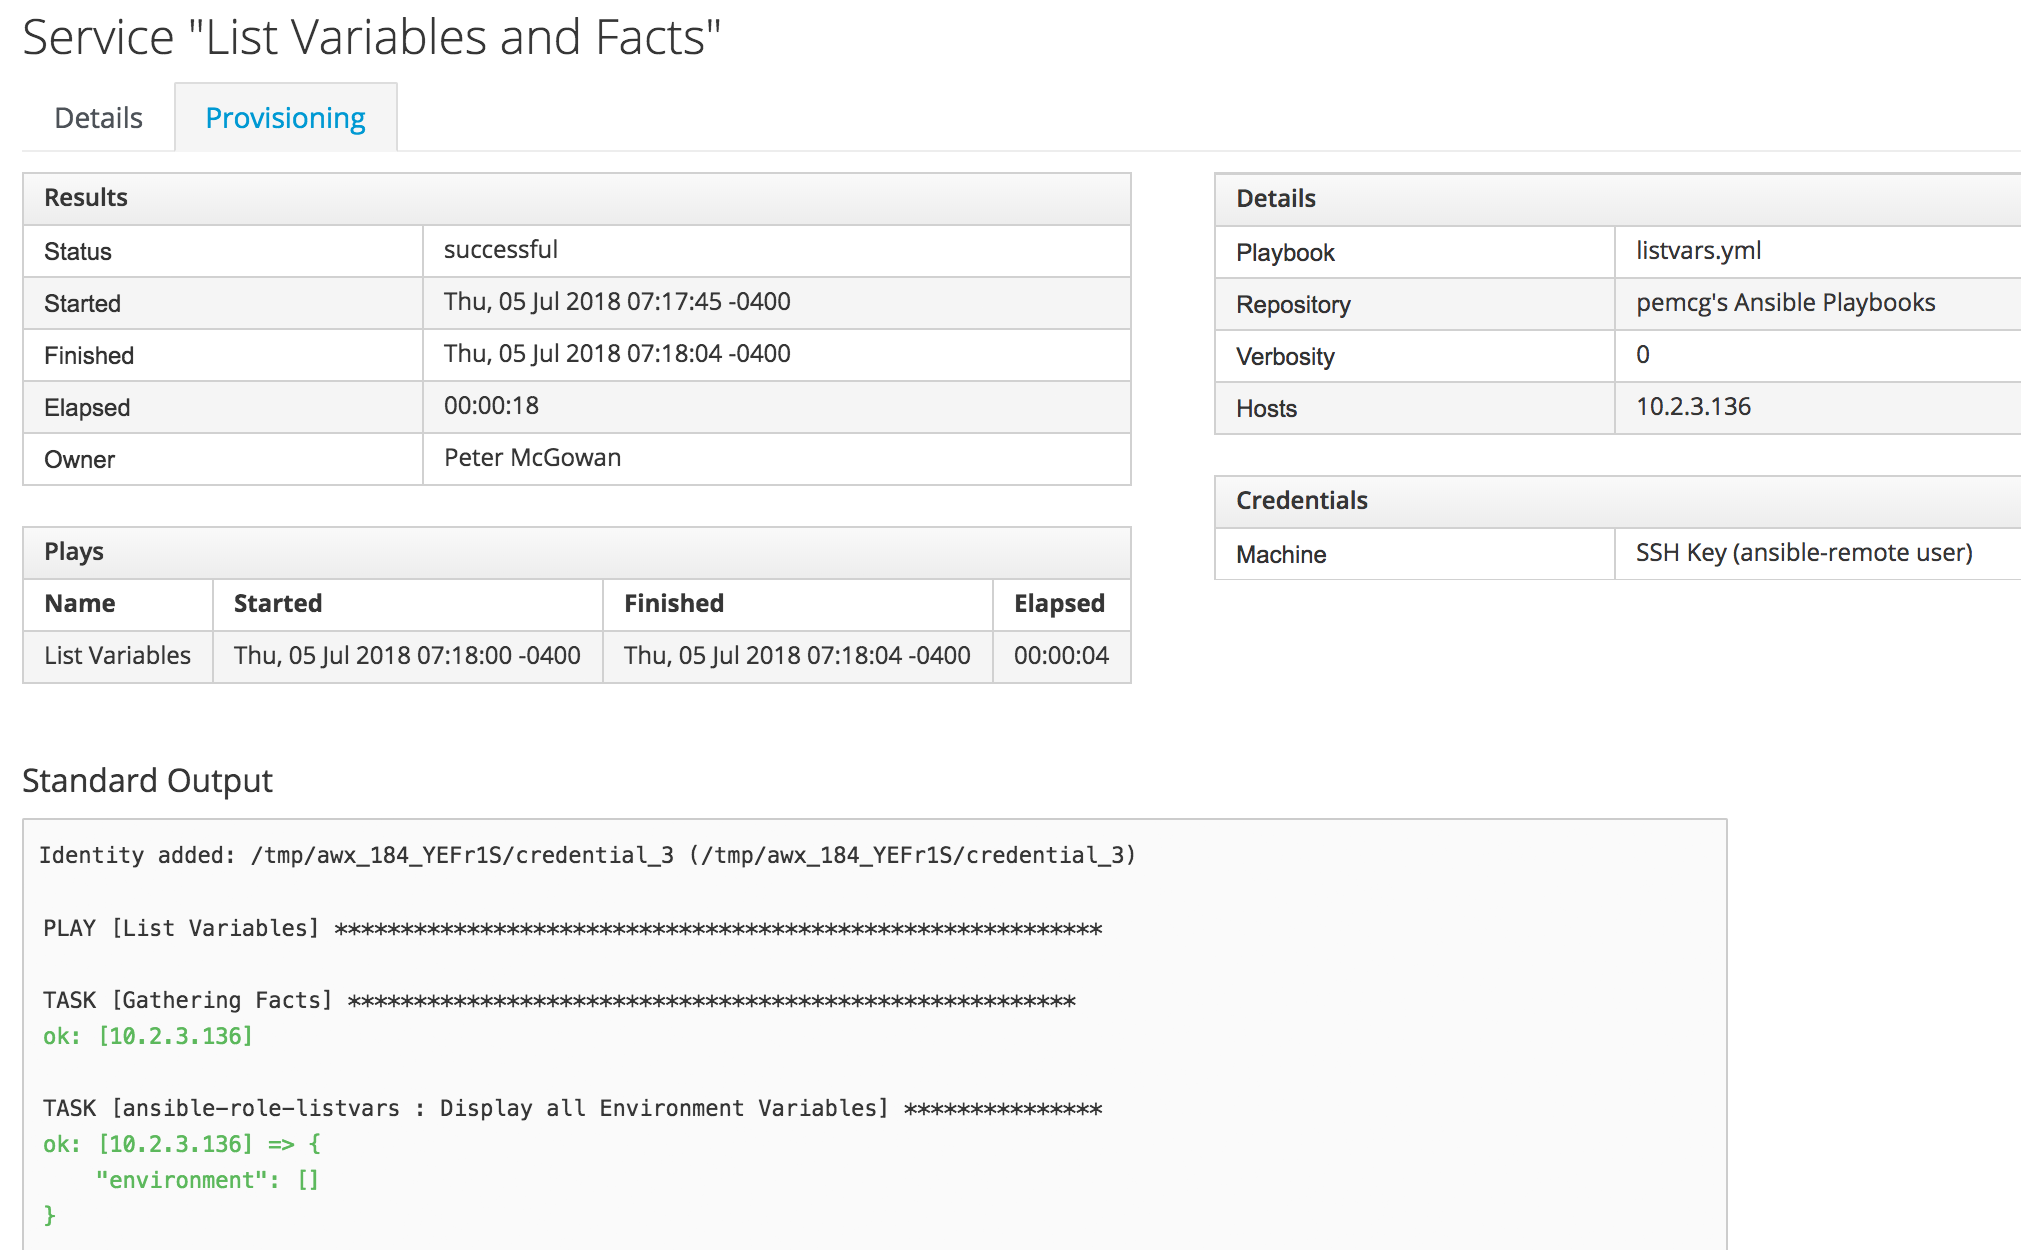 Service "List Variables and Facts"
Details
Provisioning
Results
Status successful
Started Thu, 05 Jul 2018 07:17:45 -0400
Finished Thu, 05 Jul 2018 07:18:04 -0400
Elapsed 00:00:18
Owner Peter McGowan
Plays
Name Started Finished Elapsed
List Variables Thu, 05 Jul 2018 07:18:00 -0400 Thu, 05 Jul 2018 07:18:04 -0400 00:00:04
Details
Playbook listvars.yml
Repository pemcg's Ansible Playbooks
Verbosity 0
Hosts 10.2.3.136
Credentials
Machine SSH Key (ansible-remote user)
Standard Output
Identity added: /tmp/awx_184_YEFr1S/credential_3 (/tmp/awx_184_YEFr1S/credential_3)
PLAY [List Variables] **********************************************************
TASK [Gathering Facts] *******************************************************
ok: [10.2.3.136]
TASK [ansible-role-listvars : Display all Environment Variables] ***************
ok: [10.2.3.136] => {
    "environment": []
}